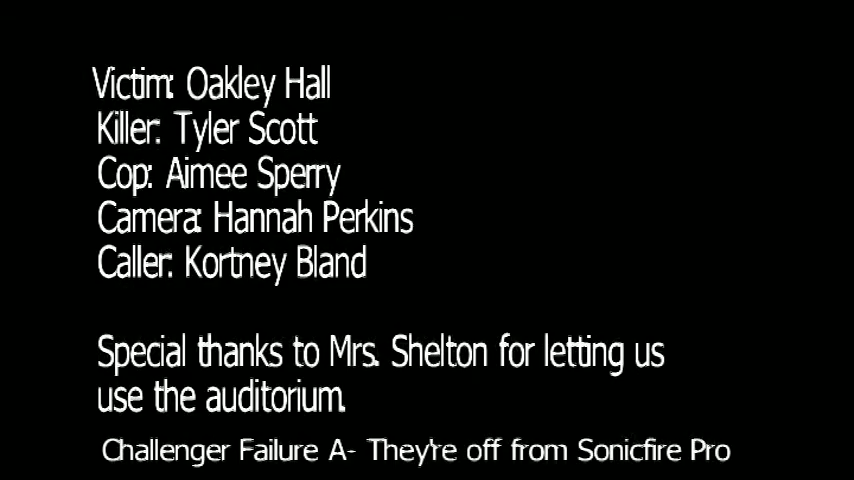 Victim: Oakley Hall
Killer: Tyler Scott
Cop: Aimee Sperry
Camera: Hannah Perkins
Caller: Kortney Bland
Special thanks to Mrs. Shelton for letting us
use the auditorium.
Challenger Failure A- They're off from Sonicfire Pro